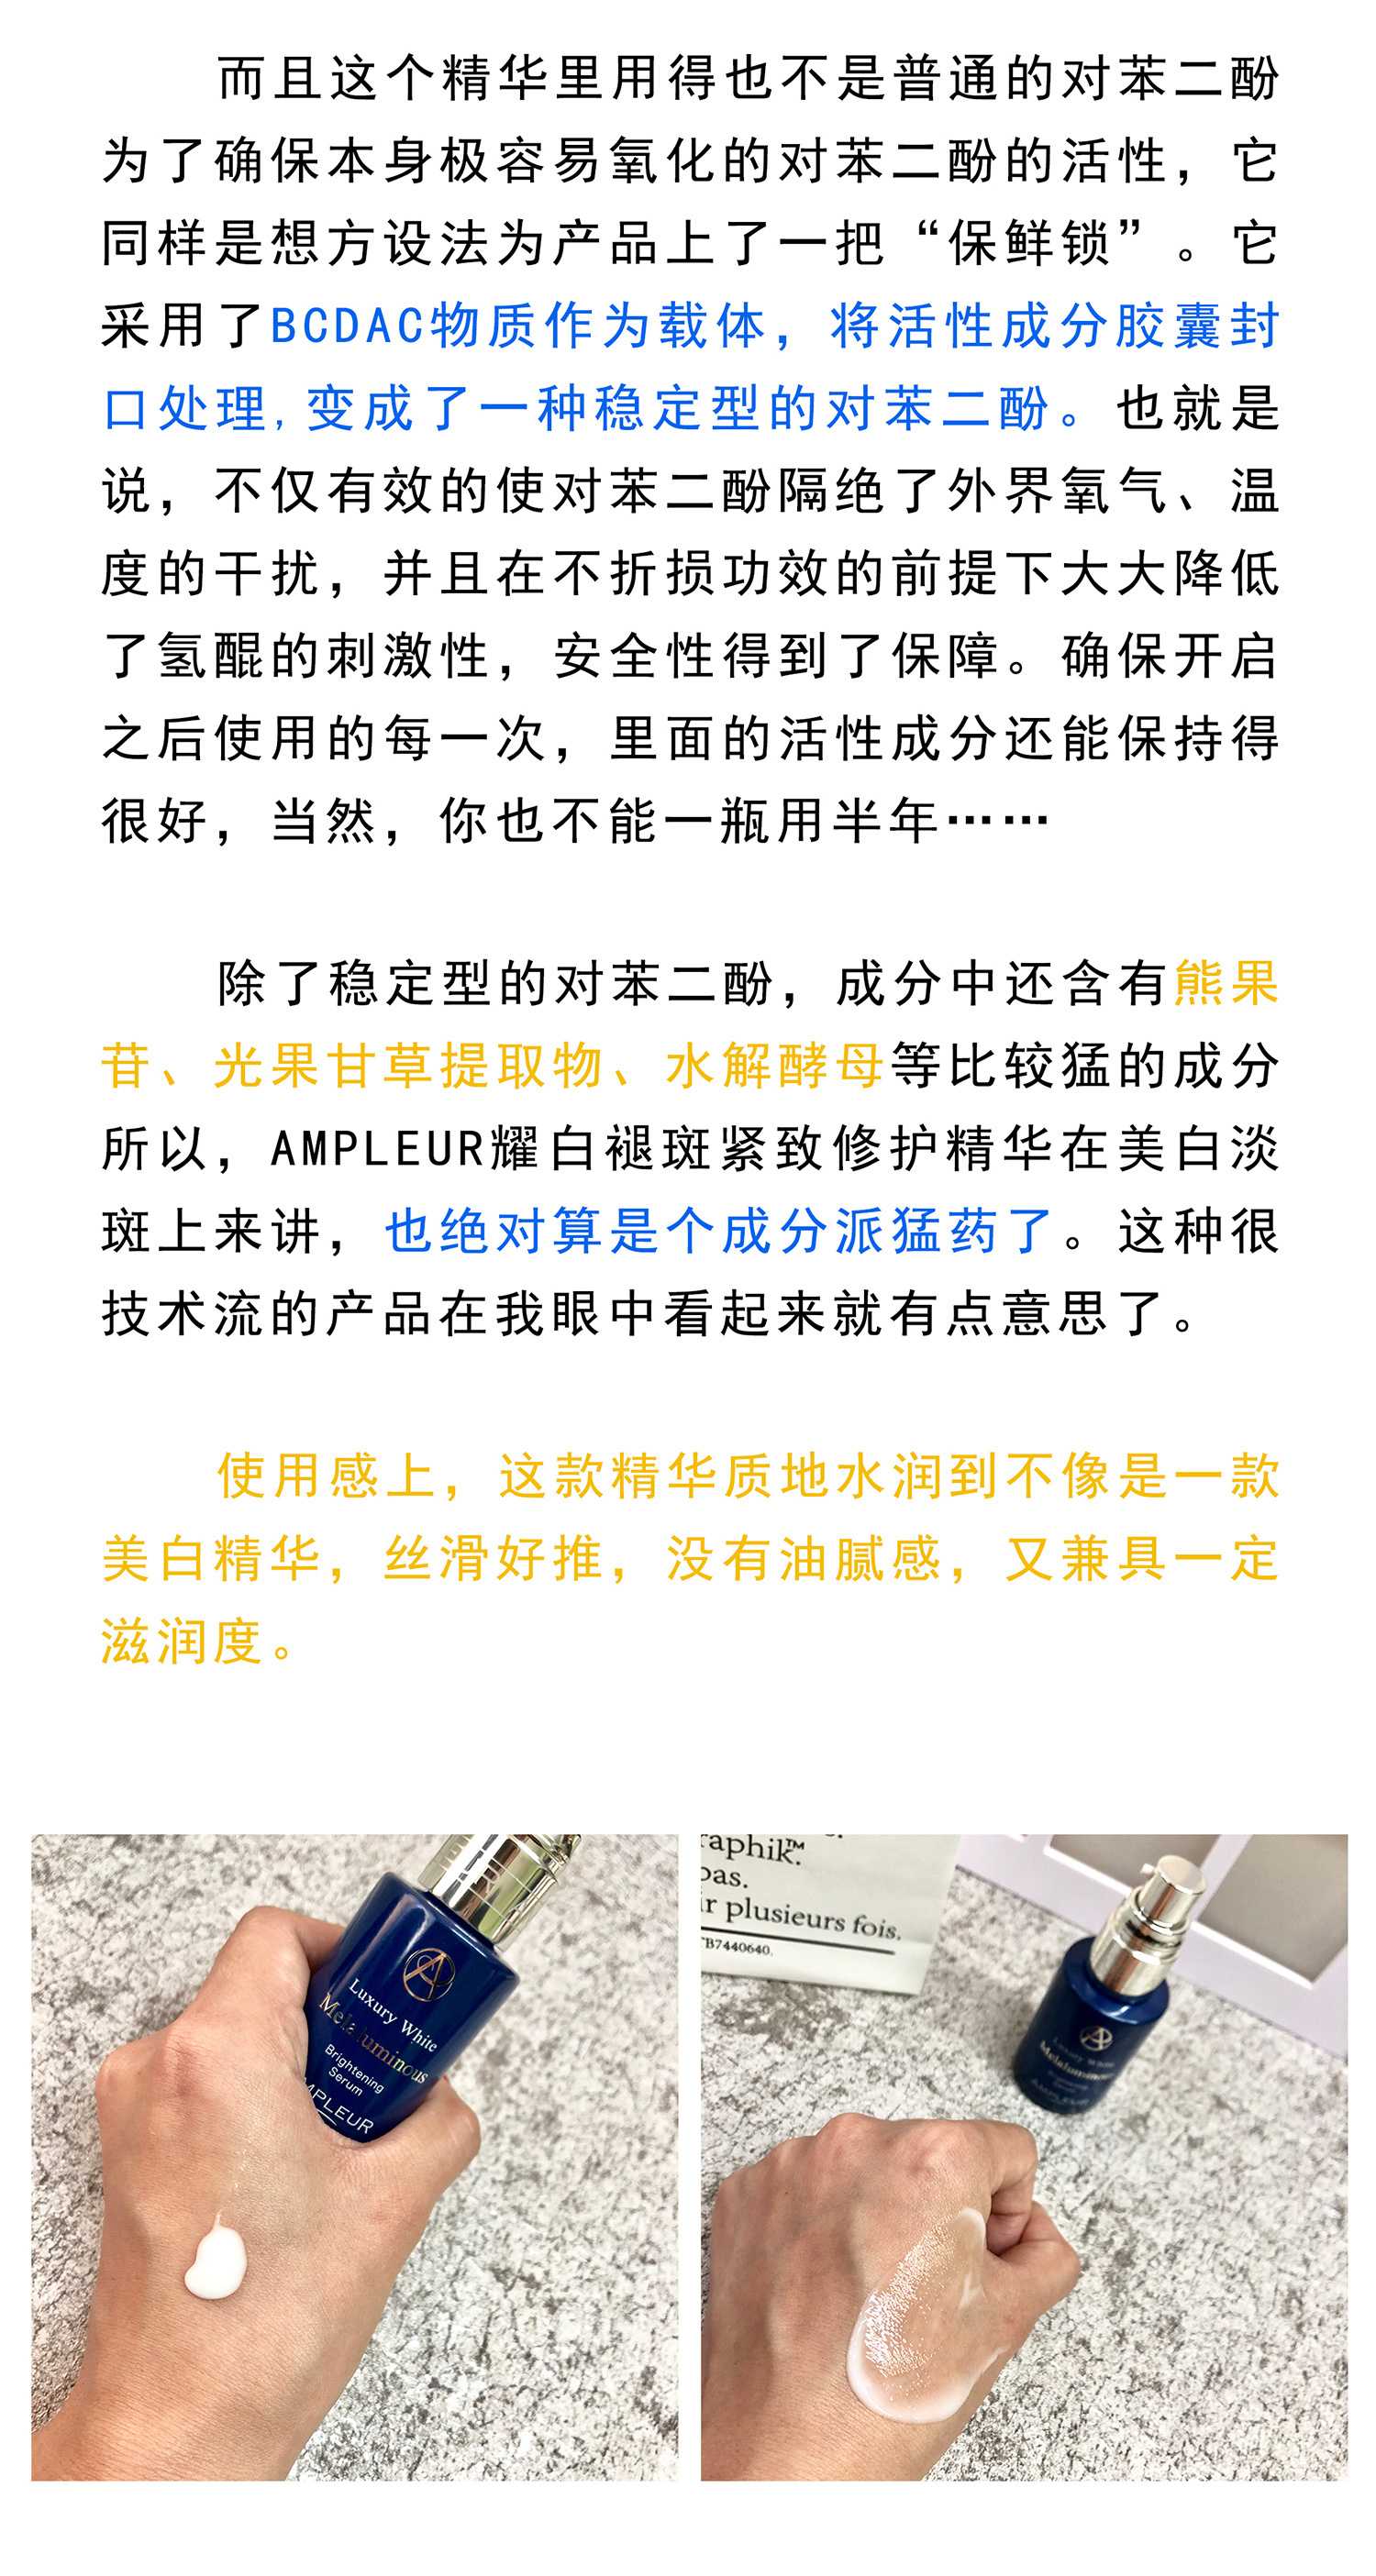 而且这个精华里用得也不是普通的对苯二酚
为了确保本身极容易氧化的对苯二酚的活性，它
同样是想方设法为产品上了一把“保鲜锁”。它
采用了BCDAC物质作为载体，将活性成分胶囊封
口处理,变成了一种稳定型的对苯二酚。也就是
说，不仅有效的使对苯二酚隔绝了外界氧气、温
度的干扰，并且在不折损功效的前提下大大降低
了氢醌的刺激性，安全性得到了保障。确保开启
之后使用的每一次，里面的活性成分还能保持得
很好，当然，你也不能一瓶用半年……
除了稳定型的对苯二酚，成分中还含有熊果
苷、光果甘草提取物、水解酵母等比较猛的成分
所以，AMPLEUR耀白褪斑紧致修护精华在美白淡
斑上来讲，也绝对算是个成分派猛药了。这种很
技术流的产品在我眼中看起来就有点意思了。
使用感上，这款精华质地水润到不像是一款
美白精华，丝滑好推，没有油腻感，又兼具一定
滋润度。
Luxury White
Melaluminous
Brightening
Serum
MPLEUR
raphik™.
pas.
ir plusieurs fois.
TB7440640.
Luxury White
Melaluminous